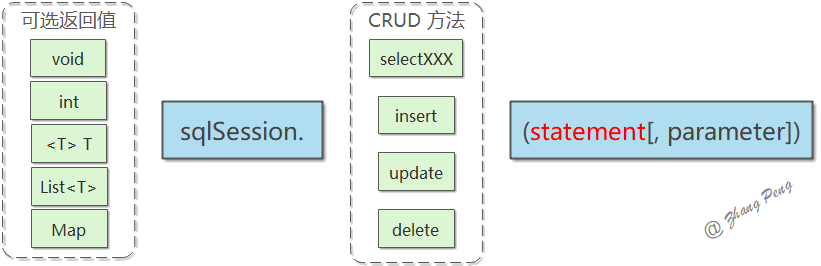 可选返回值
void
int
<T> T
List<T>
Map
sqlSession.
CRUD 方法
selectXXX
insert
update
delete
(statement[, parameter])
@ Zhang Peng